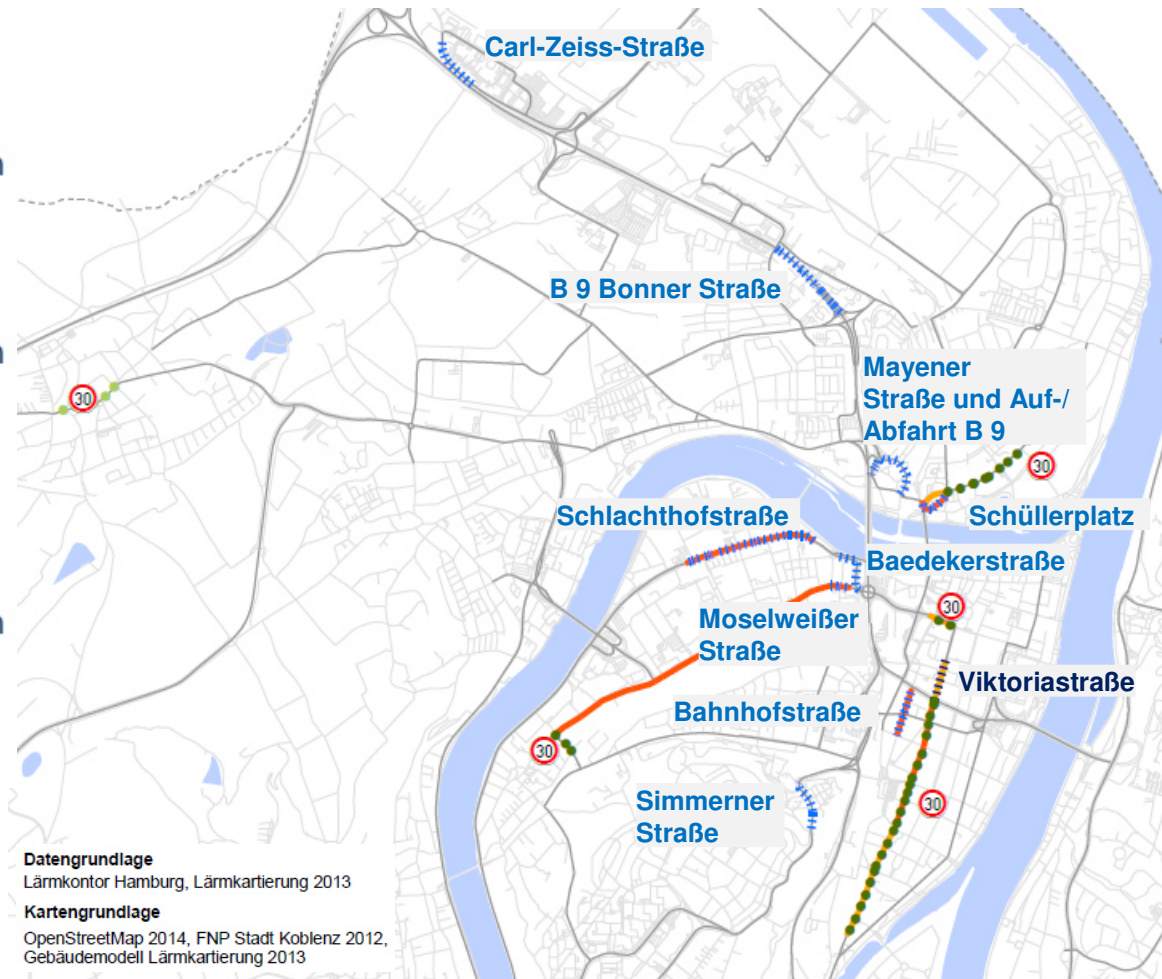 Carl-Zeiss-Straße
B 9 Bonner Straße
Mayener
Straße und Auf-/
Abfahrt B 9
30
30
Schlachthofstraße
Schüllerplatz
Baedekerstraße
30
Moselweißer
Straße
Viktoriastraße
Bahnhofstraße
30
Simmerner
Straße
30
Datengrundlage
Lärmkontor Hamburg, Lärmkartierung 2013
Kartengrundlage
OpenStreetMap 2014, FNP Stadt Koblenz 2012,
Gebäudemodell Lärmkartierung 2013